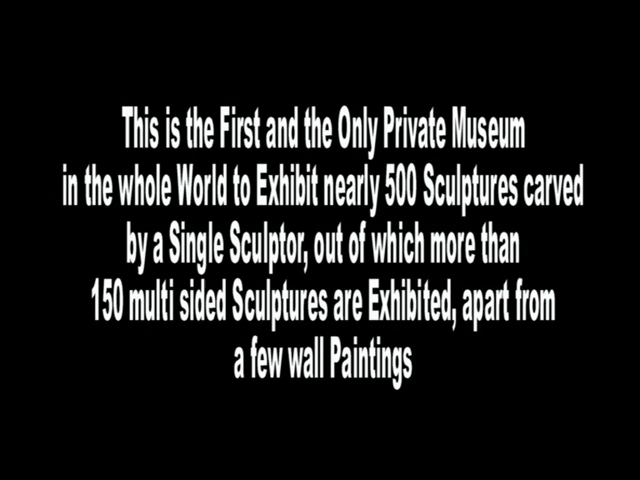 This is the First and the Only Private Museum
in the whole World to Exhibit nearly 500 Sculptures carved
by a Single Sculptor, out of which more than
150 multi sided Sculptures are Exhibited, apart from
a few wall Paintings